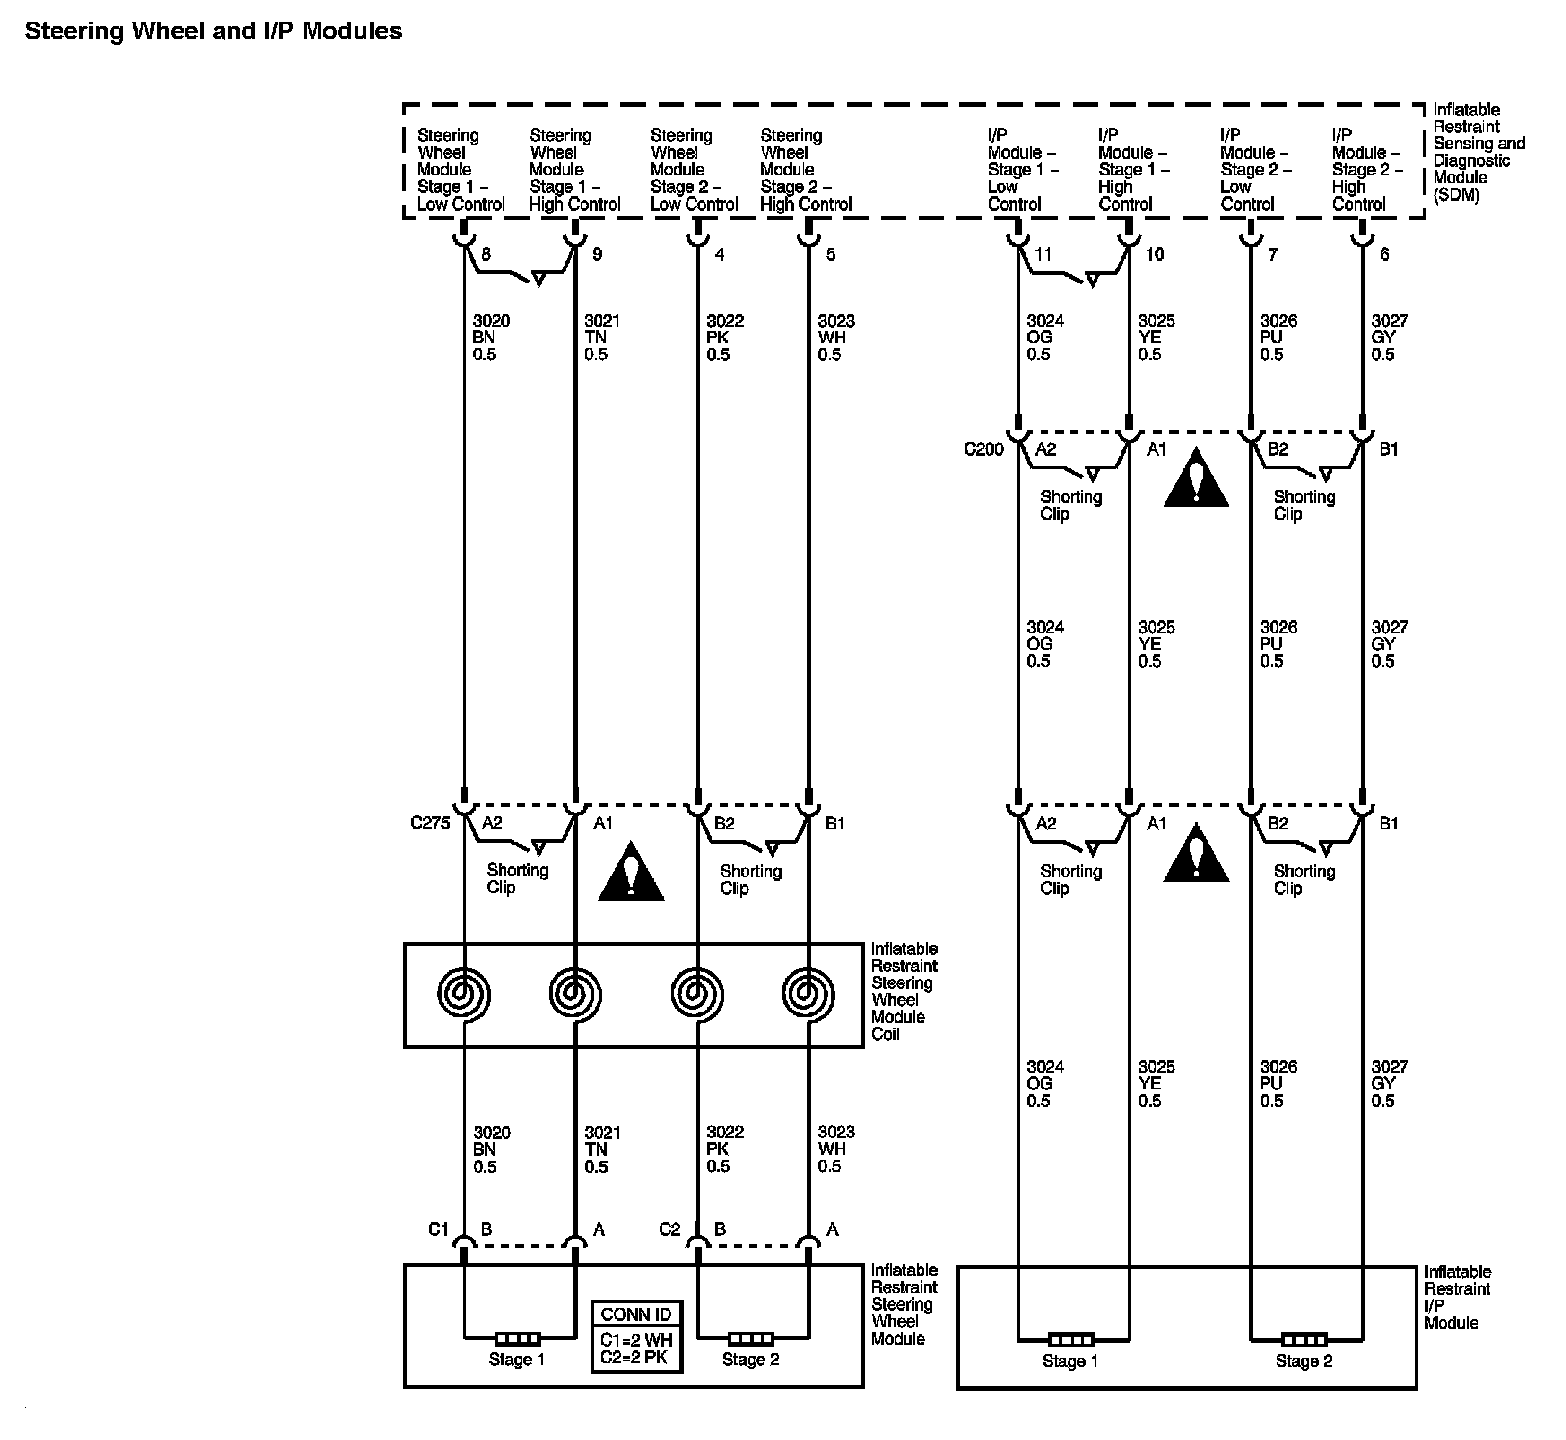 Steering Wheel and I/P Modules
Steering
Wheel
Module
Stage 1 –
Low Control
Steering
Wheel
Module
Stage 1 –
High Control
Steering
Wheel
Module
Stage 2 –
Low Control
Steering
Wheel
Module
Stage 2 –
High Control
I/P
Module –
Stage 1 –
Low
Control
I/P
Module –
Stage 1 –
High
Control
I/P
Module –
Stage 2 –
Low
Control
I/P
Module –
Stage 2 –
High
Control
Inflatable
Restraint
Sensing and
Diagnostic
Module
(SDM)
8
9
4
5
11
10
7
6
3020
BN
0.5
3021
TN
0.5
3022
PK
0.5
3023
WH
0.5
3024
OG
0.5
3025
YE
0.5
3026
PU
0.5
3027
GY
0.5
C200
A2
A1
B2
B1
Shorting
Clip
Shorting
Clip
3024
OG
0.5
3025
YE
0.5
3026
PU
0.5
3027
GY
0.5
C275
A2
A1
B2
B1
A2
A1
B2
B1
Shorting
Clip
Shorting
Clip
Shorting
Clip
Shorting
Clip
Inflatable
Restraint
Steering
Wheel
Module
Coil
3024
OG
0.5
3025
YE
0.5
3026
PU
0.5
3027
GY
0.5
3020
BN
0.5
3021
TN
0.5
3022
PK
0.5
3023
WH
0.5
C1
B
A
C2
B
A
Inflatable
Restraint
Steering
Wheel
Module
Inflatable
Restraint
I/P
Module
CONN ID
C1=2 WH
C2=2 PK
Stage 1
Stage 2
Stage 1
Stage 2